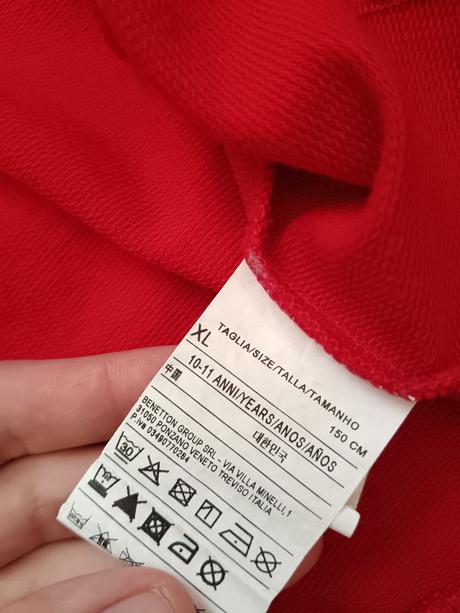 TAGLIA/SIZE/TALLA/TAMANHO
XL 150 CM
10-11 ANNI/YEARS/ANOS/AÑOS
中国 대한민국
BENETTON GROUP SRL - VIA VILLA MINELLI,1
31050 PONZANO VENETO TREVISO ITALIA
P.IVA 03490770264
30